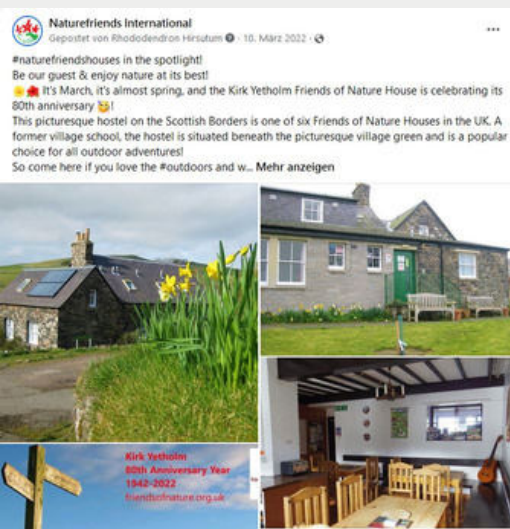 Naturefriends International
Gepostet von Rhododendron Hirsutum · 10. März 2022 ·
#naturefriendshouses in the spotlight!
Be our guest & enjoy nature at its best!
It's March, it's almost spring, and the Kirk Yetholm Friends of Nature House is celebrating its
80th anniversary !
This picturesque hostel on the Scottish Borders is one of six Friends of Nature Houses in the UK. A
former village school, the hostel is situated beneath the picturesque village green and is a popular
choice for all outdoor adventures!
So come here if you love the #outdoors and w... Mehr anzeigen
Kirk Yetholm
80th Anniversary Year
1942-2022
friendsofnature.org.uk